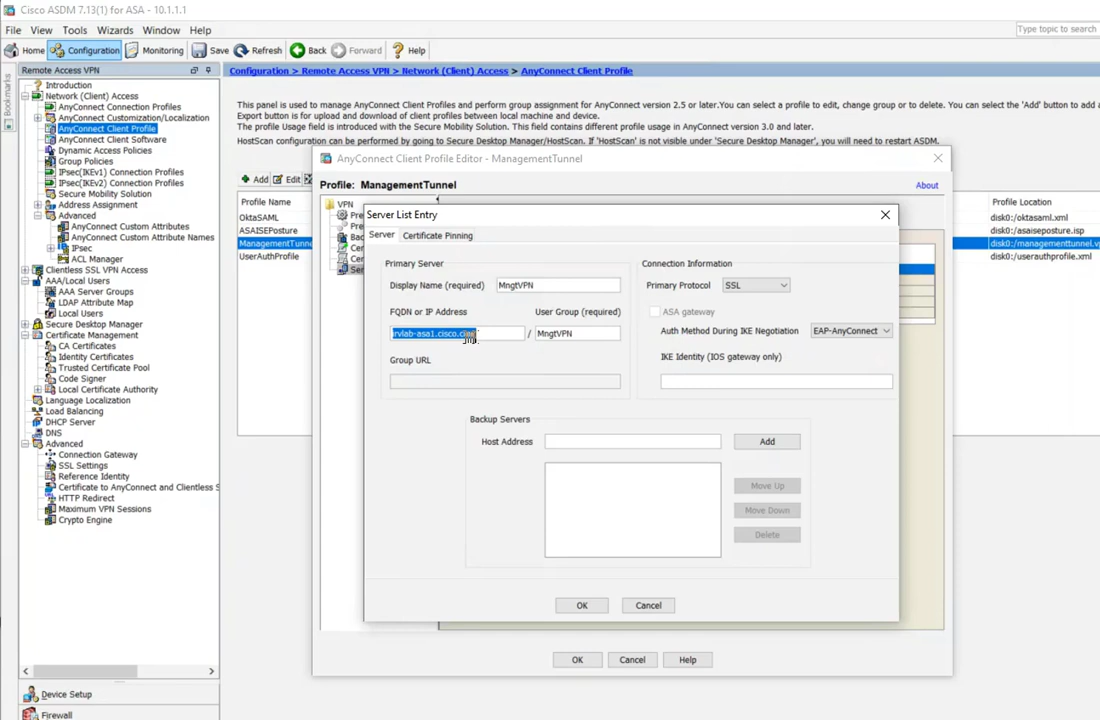 Cisco ASDM 7.13(1) for ASA - 10.1.1.1
File View Tools Wizards Window Help
Type topic to search
Home Configuration Monitoring Save Refresh Back Forward Help
Bookmarks
Remote Access VPN
Introduction
Network (Client) Access
AnyConnect Connection Profiles
AnyConnect Customization/Localization
AnyConnect Client Profile
AnyConnect Client Software
Dynamic Access Policies
Group Policies
IPsec(IKEv1) Connection Profiles
IPsec(IKEv2) Connection Profiles
Secure Mobility Solution
Address Assignment
Advanced
AnyConnect Custom Attributes
AnyConnect Custom Attribute Names
IPsec
ACL Manager
Clientless SSL VPN Access
AAA/Local Users
AAA Server Groups
LDAP Attribute Map
Local Users
Secure Desktop Manager
Certificate Management
CA Certificates
Identity Certificates
Trusted Certificate Pool
Code Signer
Local Certificate Authority
Language Localization
Load Balancing
DHCP Server
DNS
Advanced
Connection Gateway
SSL Settings
Reference Identity
Certificate to AnyConnect and Clientless S
HTTP Redirect
Maximum VPN Sessions
Crypto Engine
Device Setup
Firewall
Configuration > Remote Access VPN > Network (Client) Access > AnyConnect Client Profile
This panel is used to manage AnyConnect Client Profiles and perform group assignment for AnyConnect version 2.5 or later.You can select a profile to edit, change group or to delete. You can select the 'Add' button to add a
Export button is for upload and download of client profiles between local machine and device.
The profile Usage field is introduced with the Secure Mobility Solution. This field contains different profile usage in AnyConnect version 3.0 and later.
HostScan configuration can be performed by going to Secure Desktop Manager/HostScan. If 'HostScan' is not visible under 'Secure Desktop Manager', you will need to restart ASDM.
Add Edit
Profile Name
OktaSAML
ASAISEPosture
ManagementTunn
UserAuthProfile
Profile Location
disk0:/oktasaml.xml
disk0:/asaiseposture.isp
disk0:/managementtunnel.vp
disk0:/userauthprofile.xml
AnyConnect Client Profile Editor - ManagementTunnel
Profile: ManagementTunnel
About
VPN
Pre
Pre
Bac
Cer
Cer
Ser
Server List Entry
Server Certificate Pinning
Primary Server
Display Name (required) MngtVPN
FQDN or IP Address User Group (required)
/ MngtVPN
Group URL
Connection Information
Primary Protocol SSL
ASA gateway
Auth Method During IKE Negotiation EAP-AnyConnect
IKE Identity (IOS gateway only)
Backup Servers
Host Address Add
Move Up
Move Down
Delete
OK Cancel
OK Cancel Help